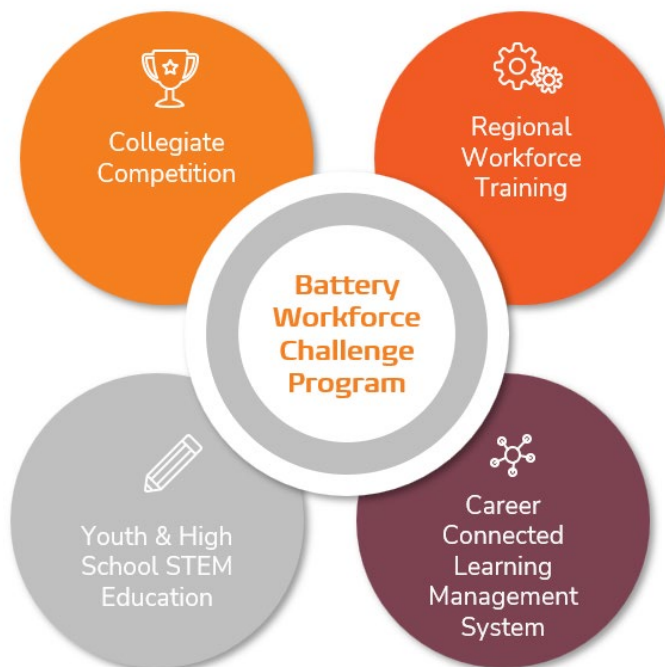 Collegiate
Competition
Regional
Workforce
Training
Battery
Workforce
Challenge
Program
Youth & High
School STEM
Education
Career
Connected
Learning
Management
System